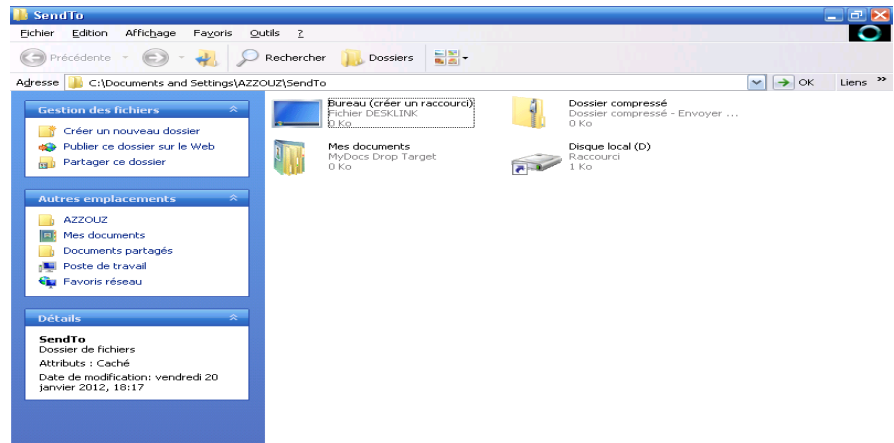 SendTo
Fichier Edition Affichage Favoris Outils ?
Précédente Rechercher Dossiers
Adresse C:\Documents and Settings\AZZOUZ\SendTo OK Liens »
Gestion des fichiers
Créer un nouveau dossier
Publier ce dossier sur le Web
Partager ce dossier
Autres emplacements
AZZOUZ
Mes documents
Documents partagés
Poste de travail
Favoris réseau
Détails
SendTo
Dossier de fichiers
Attributs : Caché
Date de modification: vendredi 20
janvier 2012, 18:17
Bureau (créer un raccourci)
Fichier DESKLINK
0 Ko
Dossier compressé
Dossier compressé - Envoyer ...
0 Ko
Mes documents
MyDocs Drop Target
0 Ko
Disque local (D)
Raccourci
1 Ko